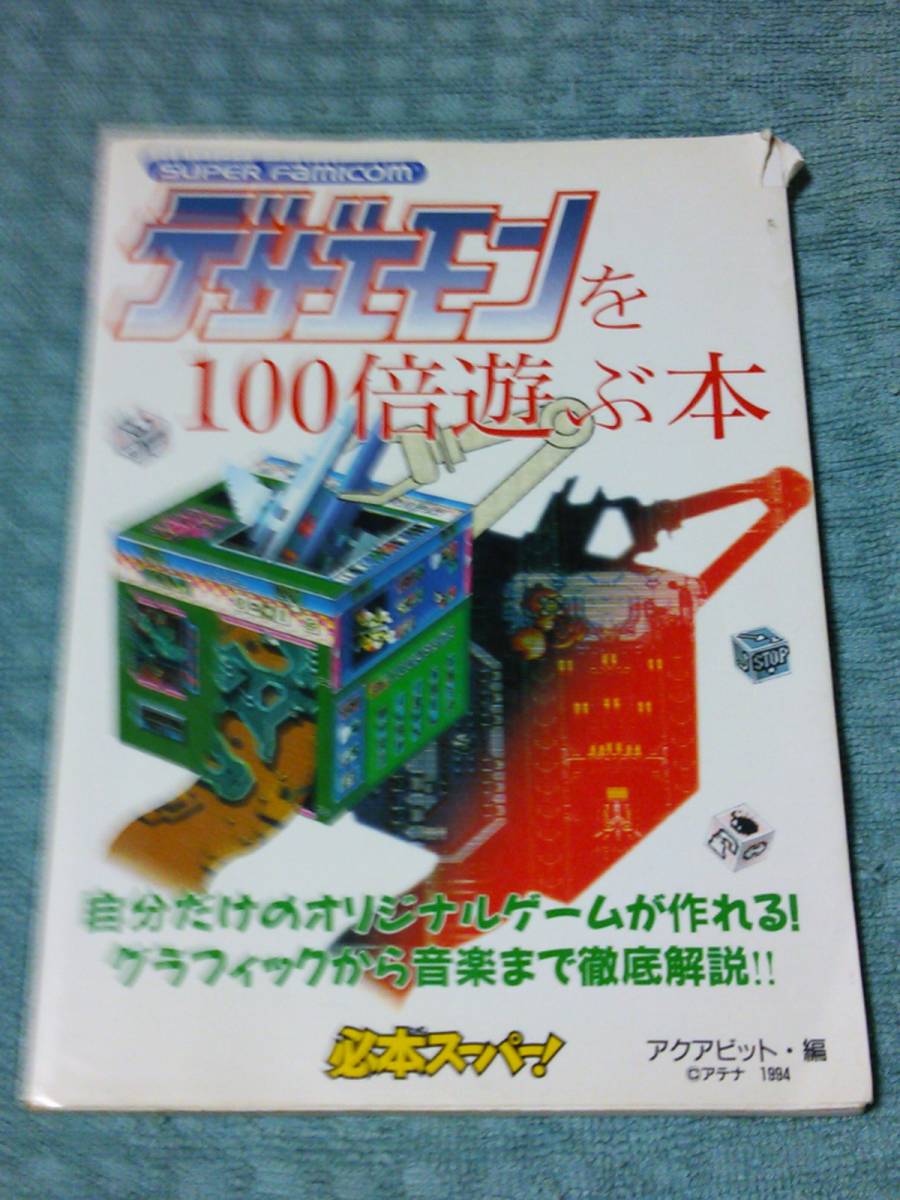 SUPER Famicom
デザエモンを
100倍遊ぶ本
STOP
自分だけのオリジナルゲームが作れる!
グラフィックから音楽まで徹底解説!!
必本スーパー!
アクアビット・編
©アテナ 1994